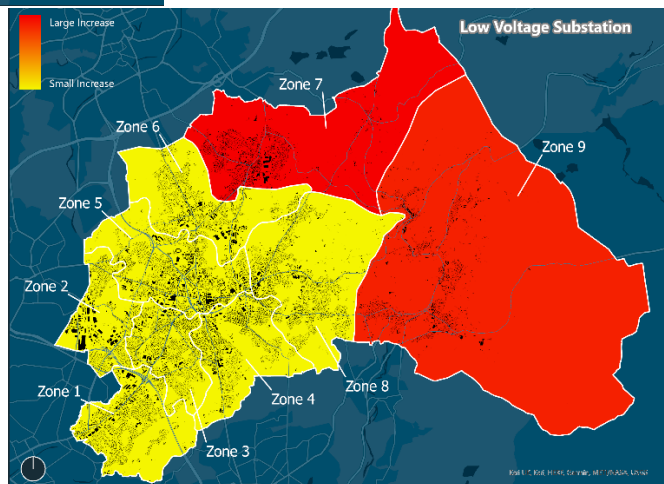 Large Increase
Low Voltage Substation
Small Increase
Zone 7
Zone 6
Zone 9
Zone 5
Zone 2
Zone 8
Zone 4
Zone 1
Zone 3